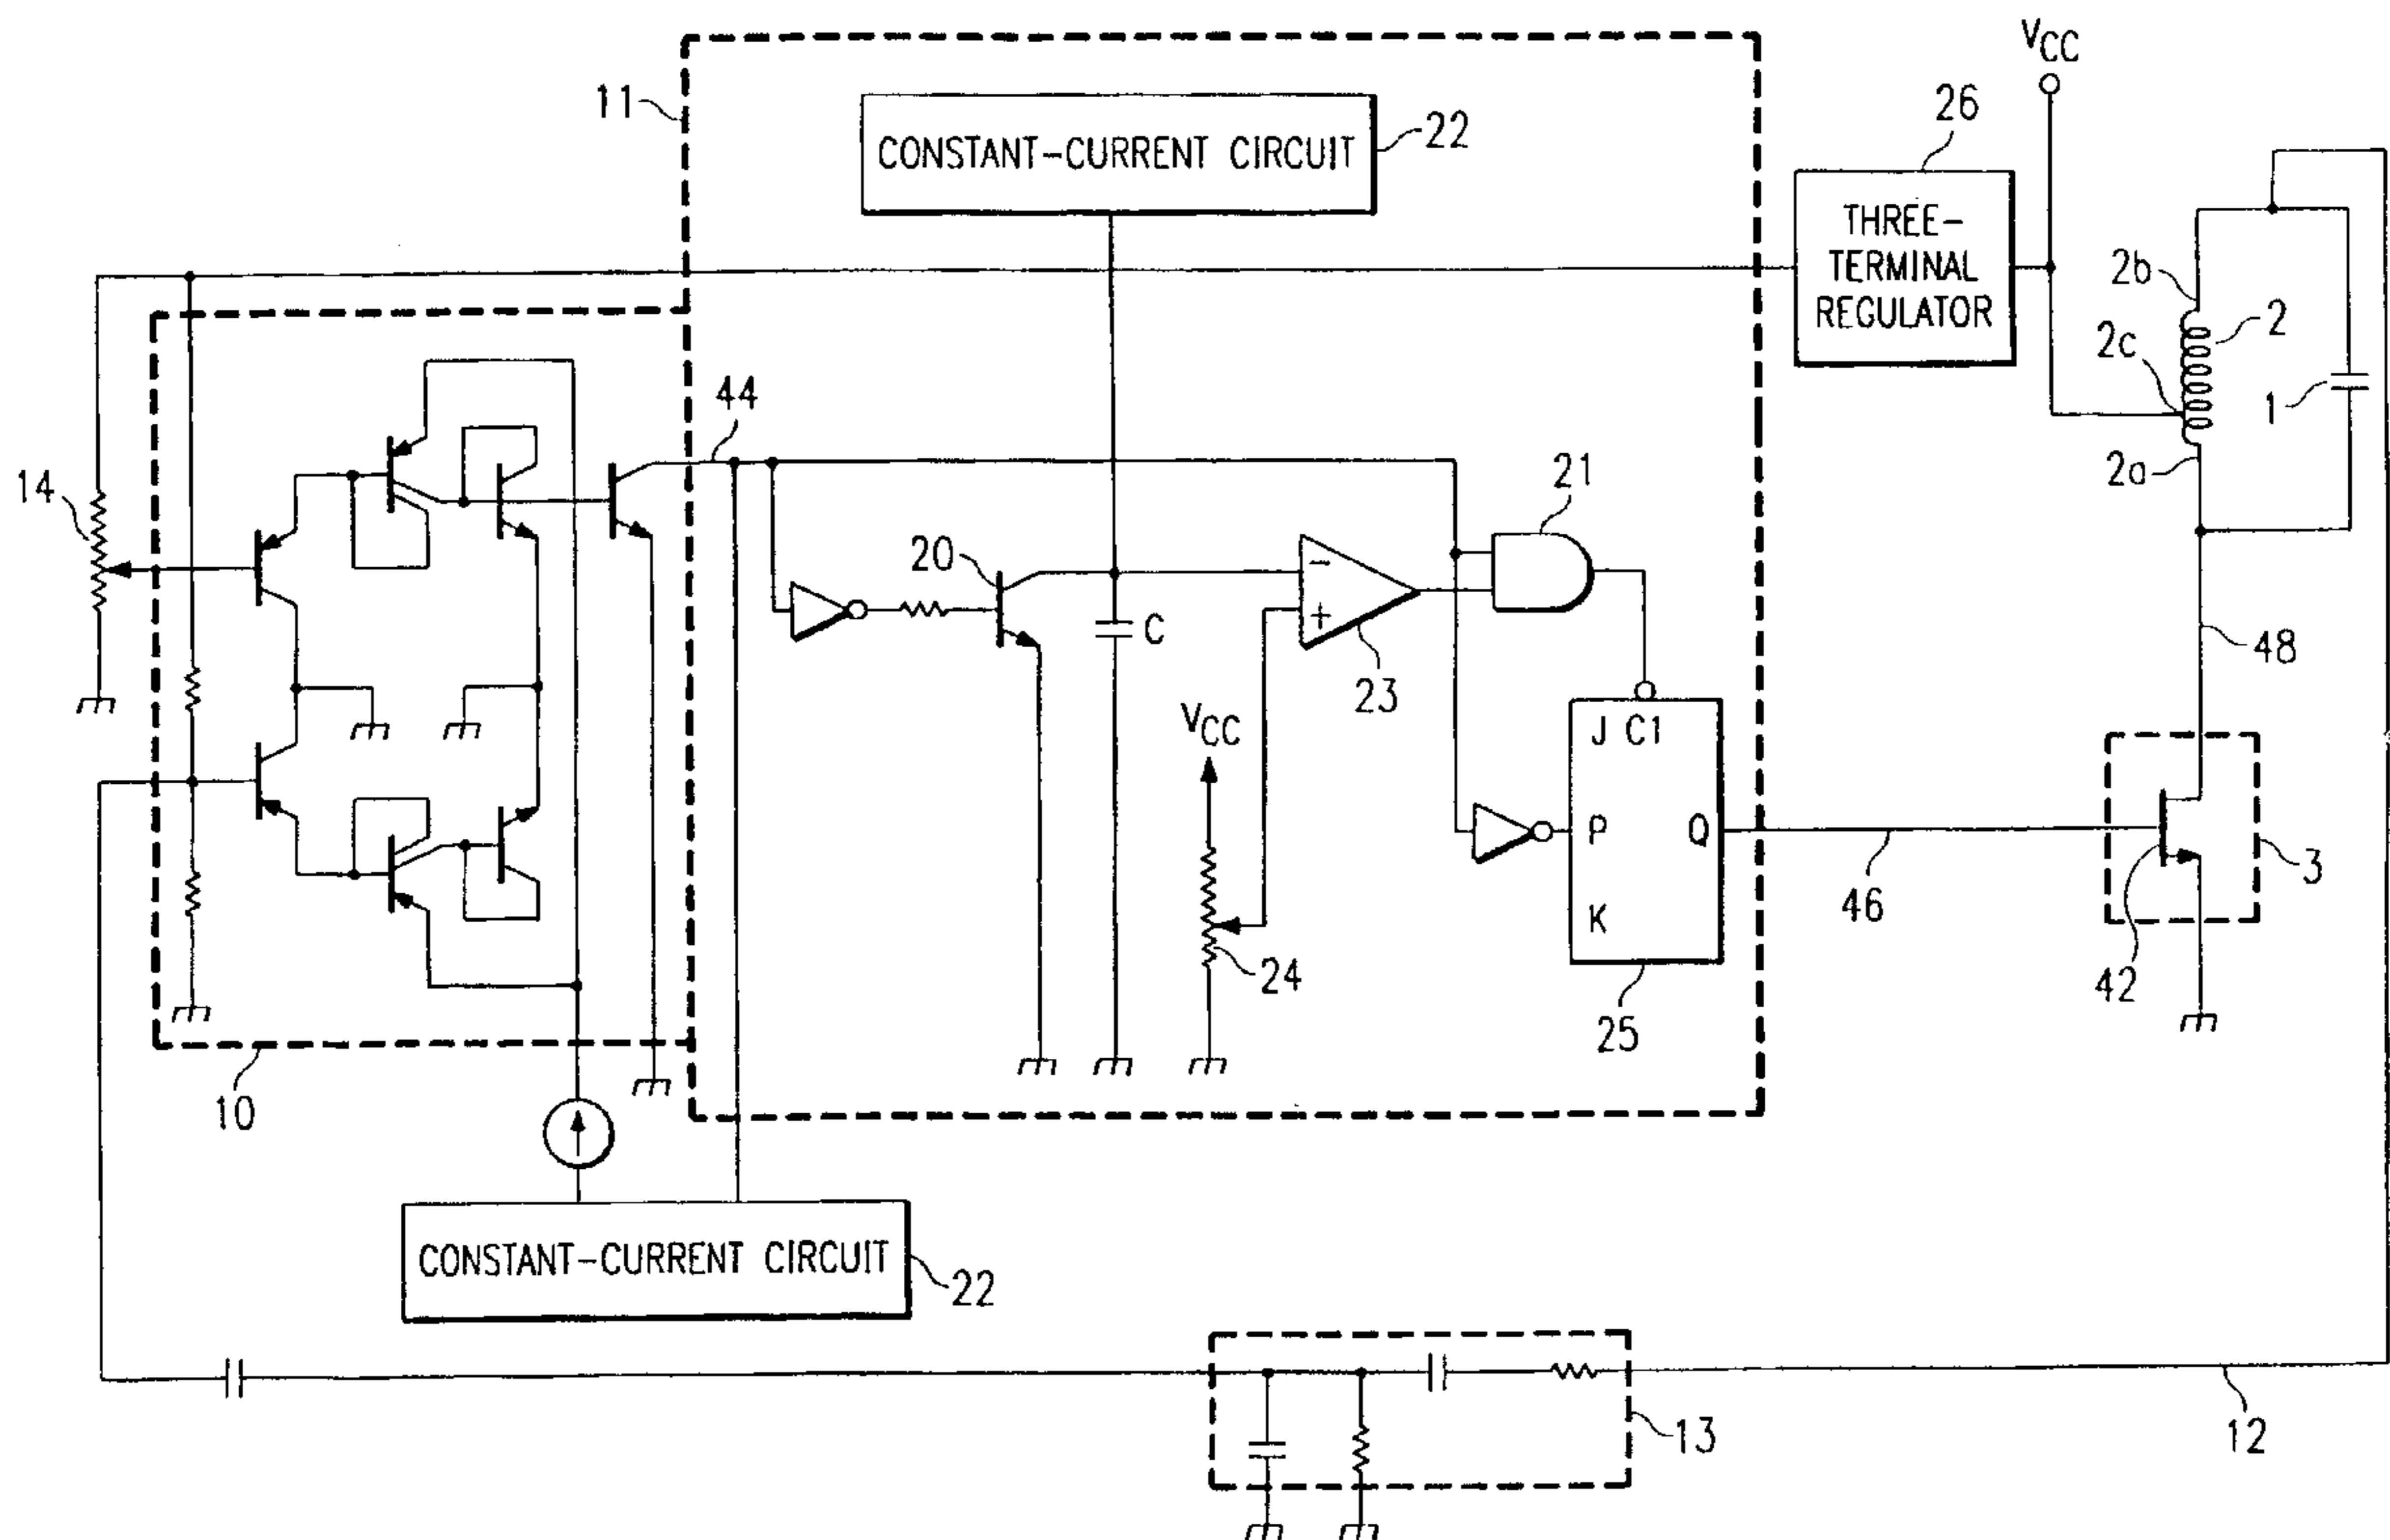 VCC
11
CONSTANT-CURRENT CIRCUIT
22
26
THREE-
TERMINAL
REGULATOR
2b
2
2c
1
2a
44
14
21
20
−
+
C
23
48
VCC
J C1
P
Q
K
24
25
46
42
3
10
CONSTANT-CURRENT CIRCUIT
22
13
12